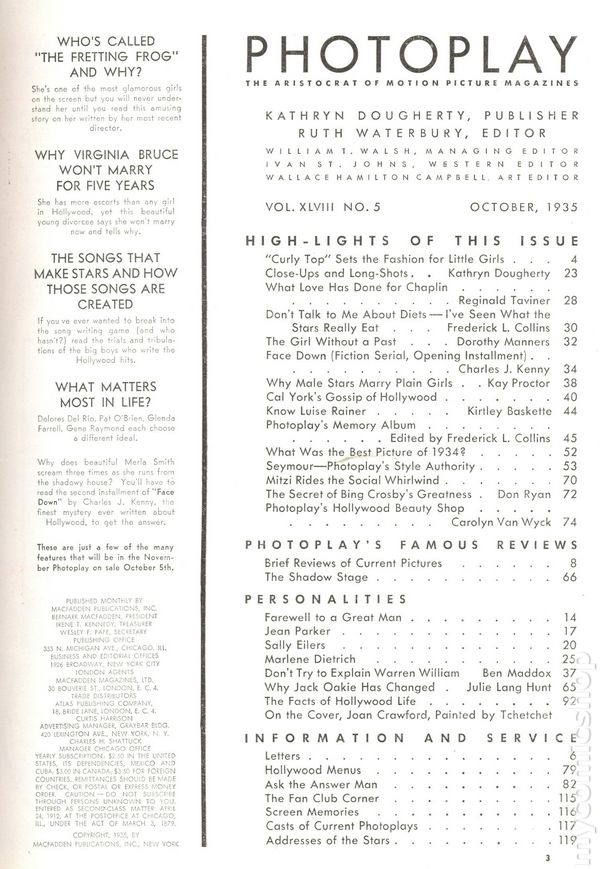 WHO'S CALLED
"THE FRETTING FROG"
AND WHY?
She's one of the most glamorous girls
on the screen but you will never under-
stand her until you read this amusing
story on her written by her most recent
director.
WHY VIRGINIA BRUCE
WON'T MARRY
FOR FIVE YEARS
She has more escorts than any girl
in Hollywood, yet this beautiful
young divorcee says she won't marry
now and tells why.
THE SONGS THAT
MAKE STARS AND HOW
THOSE SONGS ARE
CREATED
If you've ever wanted to break into
the song writing game (and who
hasn't?) read the trials and tribula-
tions of the big boys who write the
Hollywood hits.
WHAT MATTERS
MOST IN LIFE?
Dolores Del Rio, Pat O'Brien, Glenda
Farrell, Gene Raymond each choose
a different ideal.
Why does beautiful Merla Smith
scream three times as she runs from
the shadowy house? You'll have to
read the second installment of "Face
Down" by Charles J. Kenny, the
finest mystery ever written about
Hollywood, to get the answer.
These are just a few of the many
features that will be in the Novem-
ber Photoplay on sale October 5th.
PUBLISHED MONTHLY BY
MACFADDEN PUBLICATIONS, INC.
BERNARR MACFADDEN, PRESIDENT
IRENE T. KENNEDY, TREASURER
WESLEY F. PAPE, SECRETARY
PUBLISHING OFFICE
333 N. MICHIGAN AVE., CHICAGO, ILL.
BUSINESS AND EDITORIAL OFFICES
1926 BROADWAY, NEW YORK CITY
LONDON AGENTS
MACFADDEN MAGAZINES, LTD.
30 BOUVERIE ST., LONDON, E. C. 4.
TRADE DISTRIBUTORS
ATLAS PUBLISHING COMPANY,
18, BRIDE LANE, LONDON, E. C. 4.
CURTIS HARRISON
ADVERTISING MANAGER, GRAYBAR BLDG.
420 LEXINGTON AVE., NEW YORK, N. Y.
CHARLES H. SHATTUCK
MANAGER CHICAGO OFFICE
YEARLY SUBSCRIPTION: $2.50 IN THE UNITED
STATES, ITS DEPENDENCIES, MEXICO AND
CUBA, $3.00 IN CANADA; $3.50 FOR FOREIGN
COUNTRIES. REMITTANCES SHOULD BE MADE
BY CHECK, OR POSTAL OR EXPRESS MONEY
ORDER. CAUTION—DO NOT SUBSCRIBE
THROUGH PERSONS UNKNOWN TO YOU.
ENTERED AS SECOND-CLASS MATTER APRIL
24, 1912, AT THE POSTOFFICE AT CHICAGO,
ILL., UNDER THE ACT OF MARCH 3, 1879.
COPYRIGHT, 1935, BY
MACFADDEN PUBLICATIONS, INC., NEW YORK
PHOTOPLAY
THE ARISTOCRAT OF MOTION PICTURE MAGAZINES
KATHRYN DOUGHERTY, PUBLISHER
RUTH WATERBURY, EDITOR
WILLIAM T. WALSH, MANAGING EDITOR
IVAN ST. JOHNS, WESTERN EDITOR
WALLACE HAMILTON CAMPBELL, ART EDITOR
VOL. XLVIII NO. 5 OCTOBER, 1935
HIGH-LIGHTS OF THIS ISSUE
"Curly Top" Sets the Fashion for Little Girls . . . 4
Close-Ups and Long-Shots . . Kathryn Dougherty 23
What Love Has Done for Chaplin . . . . . .
. . . . . . . . . Reginald Taviner 28
Don't Talk to Me About Diets—I've Seen What the
Stars Really Eat . . . Frederick L. Collins 30
The Girl Without a Past . . . Dorothy Manners 32
Face Down (Fiction Serial, Opening Installment) . .
. . . . . . . . . Charles J. Kenny 34
Why Male Stars Marry Plain Girls . . Kay Proctor 38
Cal York's Gossip of Hollywood . . . . . . 40
Know Luise Rainer . . . . . Kirtley Baskette 44
Photoplay's Memory Album . . . . . . .
. . . . . . Edited by Frederick L. Collins 45
What Was the Best Picture of 1934? . . . . . 52
Seymour—Photoplay's Style Authority . . . . . 53
Mitzi Rides the Social Whirlwind . . . . . . 70
The Secret of Bing Crosby's Greatness . Don Ryan 72
Photoplay's Hollywood Beauty Shop . . . . .
. . . . . . . . . Carolyn Van Wyck 74
PHOTOPLAY'S FAMOUS REVIEWS
Brief Reviews of Current Pictures . . . . . . 8
The Shadow Stage . . . . . . . . . . 66
PERSONALITIES
Farewell to a Great Man . . . . . . . . 14
Jean Parker . . . . . . . . . . . . 17
Sally Eilers . . . . . . . . . . . . 20
Marlene Dietrich . . . . . . . . . . 25
Don't Try to Explain Warren William Ben Maddox 37
Why Jack Oakie Has Changed . Julie Lang Hunt 65
The Facts of Hollywood Life . . . . . . . 92
On the Cover, Joan Crawford, Painted by Tchetchet
INFORMATION AND SERVICE
Letters . . . . . . . . . . . . . 6
Hollywood Menus . . . . . . . . . . 79
Ask the Answer Man . . . . . . . . . 82
The Fan Club Corner . . . . . . . . . 115
Screen Memories . . . . . . . . . . 116
Casts of Current Photoplays . . . . . . . 117
Addresses of the Stars . . . . . . . . . 119
3
mycomicshop